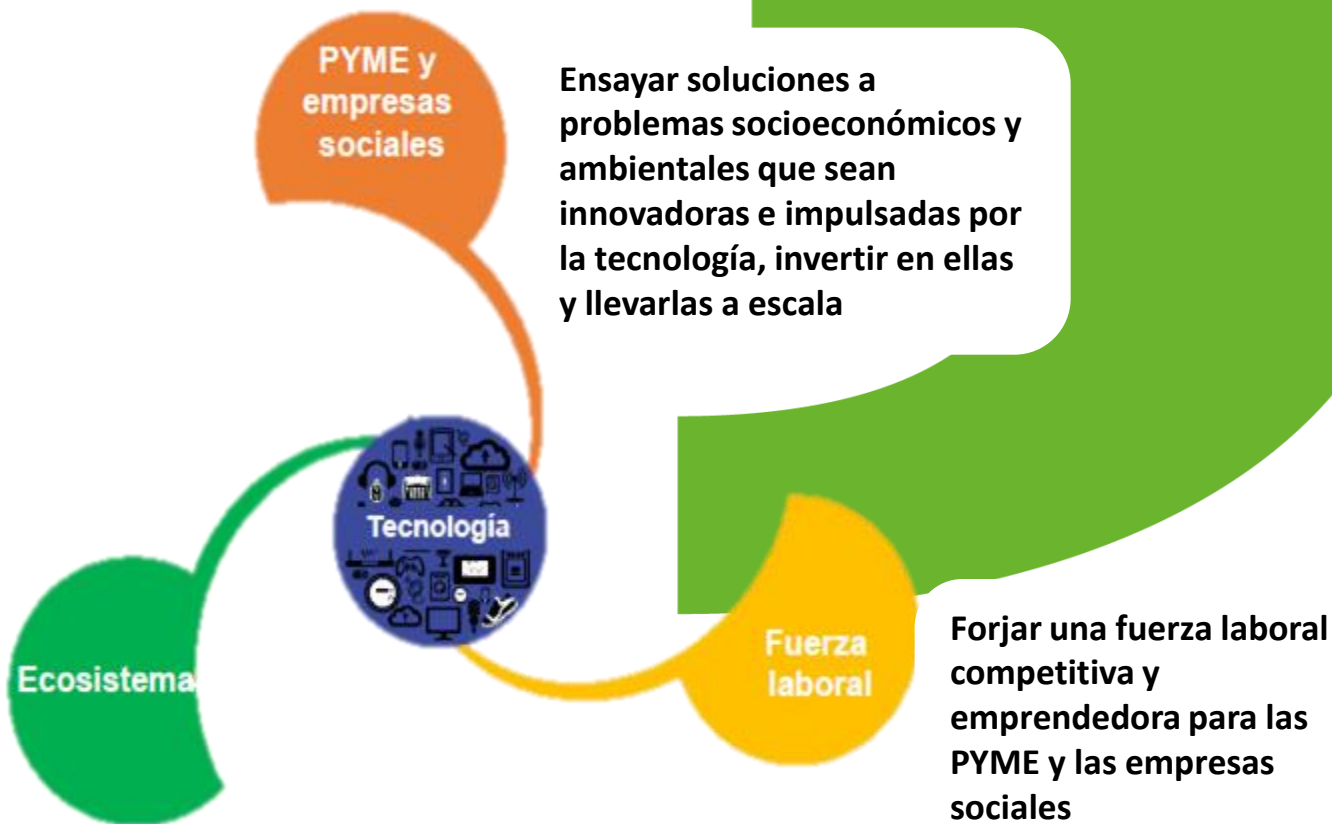 PYME y
empresas
sociales
Ensayar soluciones a
problemas socioeconómicos y
ambientales que sean
innovadoras e impulsadas por
la tecnología, invertir en ellas
y llevarlas a escala
Tecnología
Ecosistema
Fuerza
laboral
Forjar una fuerza laboral
competitiva y
emprendedora para las
PYME y las empresas
sociales